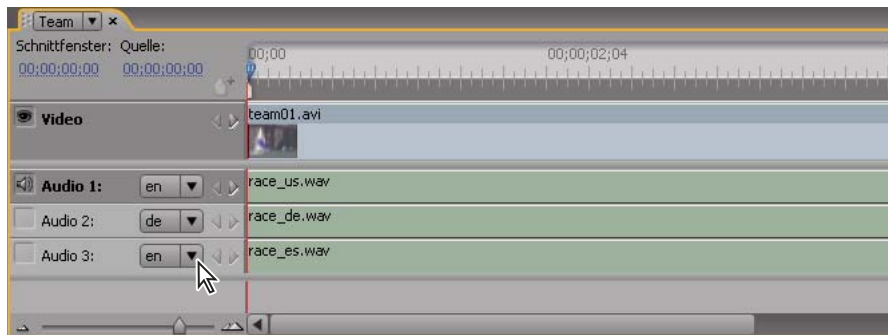 Team
Schnittfenster: Quelle:
00;00;00;00 00;00;00;00
00;00 00;00;02;04
Video team01.avi
Audio 1: en race_us.wav
Audio 2: de race_de.wav
Audio 3: en race_es.wav